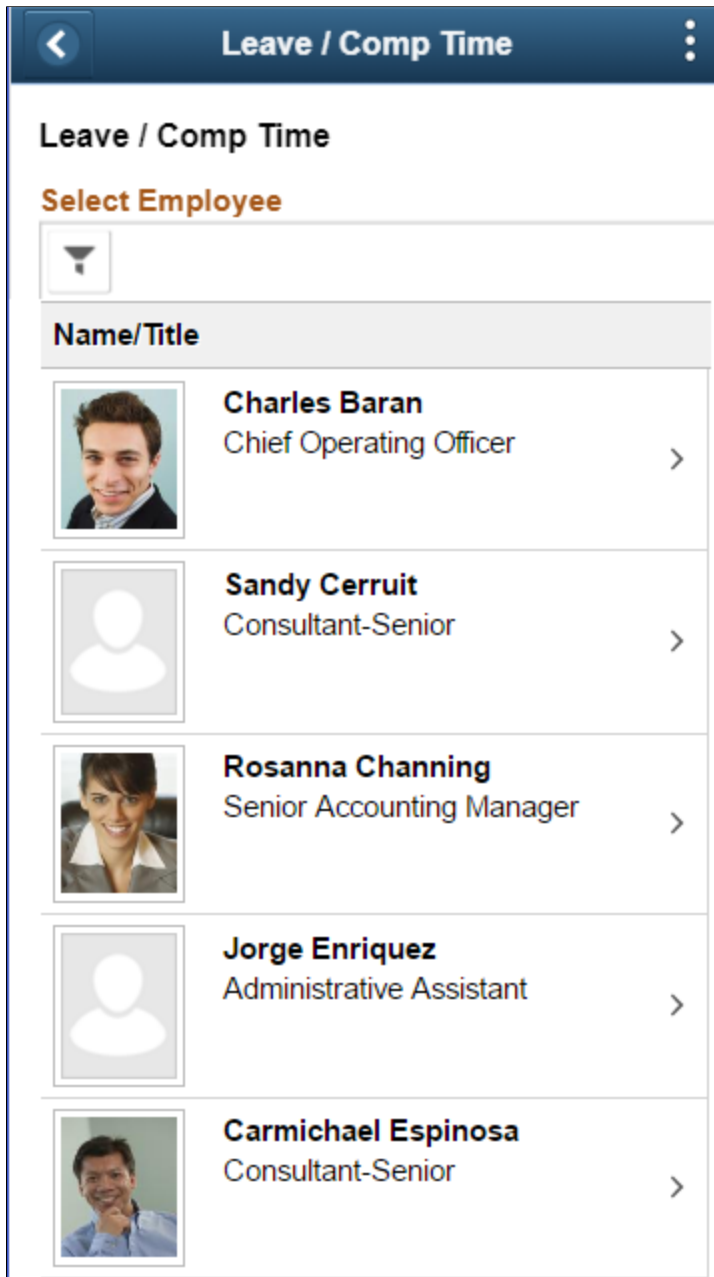 Leave / Comp Time
Leave / Comp Time
Select Employee
Name/Title
Charles Baran
Chief Operating Officer
Sandy Cerruit
Consultant-Senior
Rosanna Channing
Senior Accounting Manager
Jorge Enriquez
Administrative Assistant
Carmichael Espinosa
Consultant-Senior